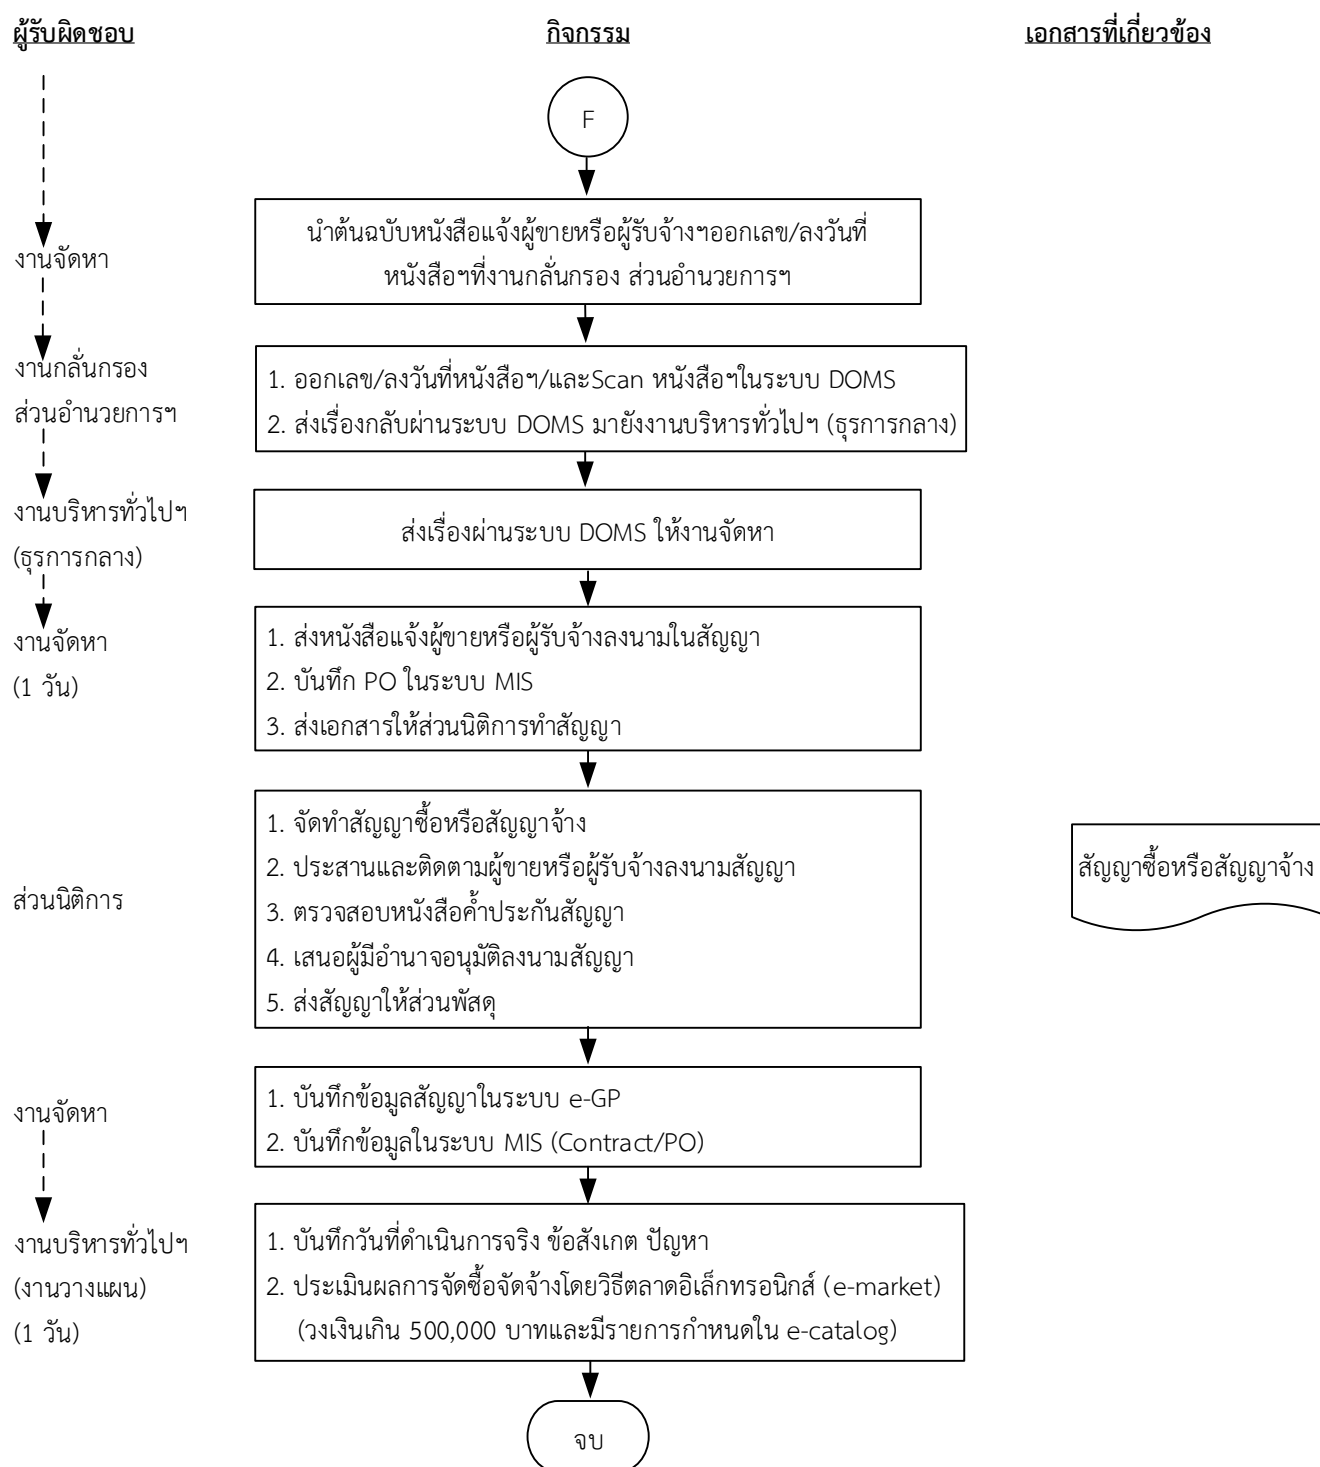 ผู้รับผิดชอบ
กิจกรรม
เอกสารที่เกี่ยวข้อง
F
งานจัดหา
นำต้นฉบับหนังสือแจ้งผู้ขายหรือผู้รับจ้างฯออกเลข/ลงวันที่
หนังสือฯที่งานกลั่นกรอง ส่วนอำนวยการฯ
งานกลั่นกรอง
ส่วนอำนวยการฯ
1. ออกเลข/ลงวันที่หนังสือฯ/และScan หนังสือฯในระบบ DOMS
2. ส่งเรื่องกลับผ่านระบบ DOMS มายังงานบริหารทั่วไปฯ (ธุรการกลาง)
งานบริหารทั่วไปฯ
(ธุรการกลาง)
ส่งเรื่องผ่านระบบ DOMS ให้งานจัดหา
งานจัดหา
(1 วัน)
1. ส่งหนังสือแจ้งผู้ขายหรือผู้รับจ้างลงนามในสัญญา
2. บันทึก PO ในระบบ MIS
3. ส่งเอกสารให้ส่วนนิติการทำสัญญา
ส่วนนิติการ
1. จัดทำสัญญาซื้อหรือสัญญาจ้าง
2. ประสานและติดตามผู้ขายหรือผู้รับจ้างลงนามสัญญา
3. ตรวจสอบหนังสือค้ำประกันสัญญา
4. เสนอผู้มีอำนาจอนุมัติลงนามสัญญา
5. ส่งสัญญาให้ส่วนพัสดุ
สัญญาซื้อหรือสัญญาจ้าง
งานจัดหา
1. บันทึกข้อมูลสัญญาในระบบ e-GP
2. บันทึกข้อมูลในระบบ MIS (Contract/PO)
งานบริหารทั่วไปฯ
(งานวางแผน)
(1 วัน)
1. บันทึกวันที่ดำเนินการจริง ข้อสังเกต ปัญหา
2. ประเมินผลการจัดซื้อจัดจ้างโดยวิธีตลาดอิเล็กทรอนิกส์ (e-market)
(วงเงินเกิน 500,000 บาทและมีรายการกำหนดใน e-catalog)
จบ